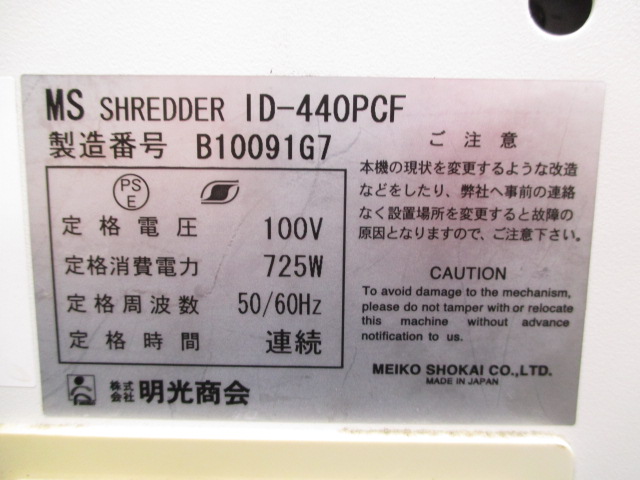 MS SHREDDER ID-440PCF
製造番号 B10091G7
PS
E
定格電圧 100V
定格消費電力 725W
定格周波数 50/60Hz
定格時間 連続
株式会社 明光商会
ご注意
本機の現状を変更するような改造
などをしたり、弊社へ事前の連絡
なく設置場所を変更すると故障の
原因となりますので、ご注意下さい。
CAUTION
To avoid damage to the mechanism,
please do not tamper with or relocate
this machine without advance
notification to us.
MEIKO SHOKAI CO.,LTD.
MADE IN JAPAN